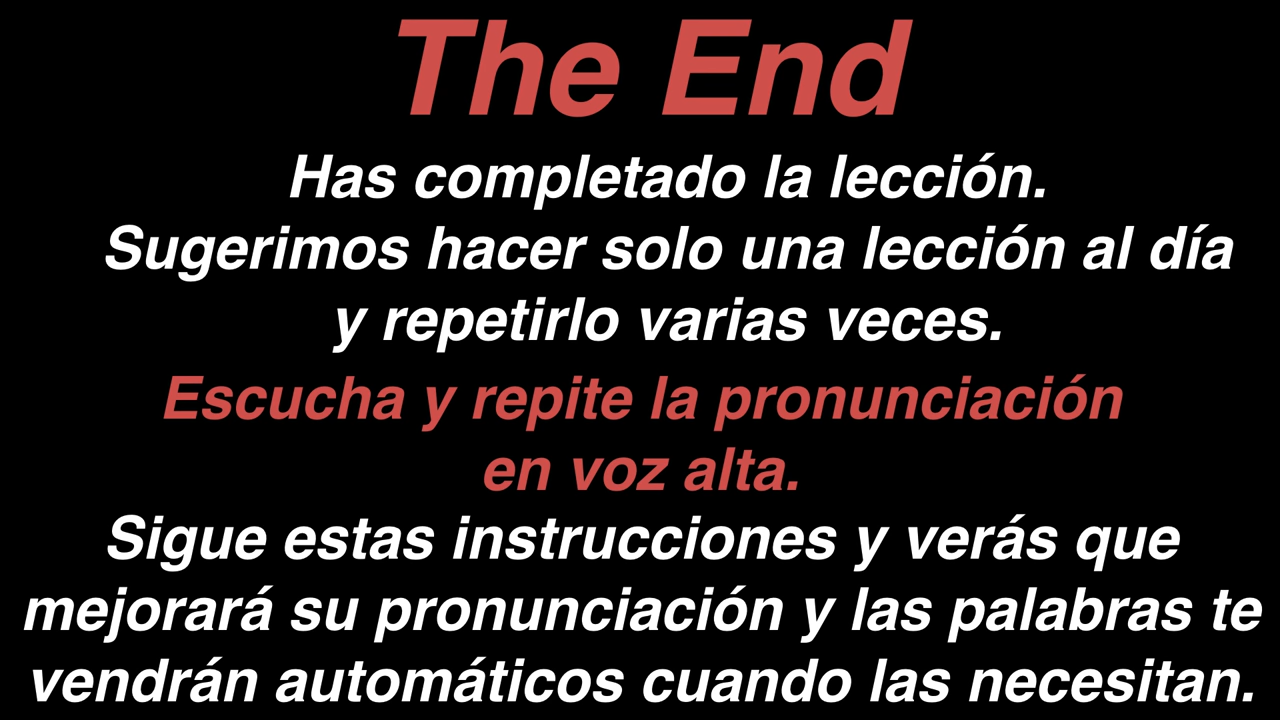 The End
Has completado la lección.
Sugerimos hacer solo una lección al día
y repetirlo varias veces.
Escucha y repite la pronunciación
en voz alta.
Sigue estas instrucciones y verás que
mejorará su pronunciación y las palabras te
vendrán automáticos cuando las necesitan.